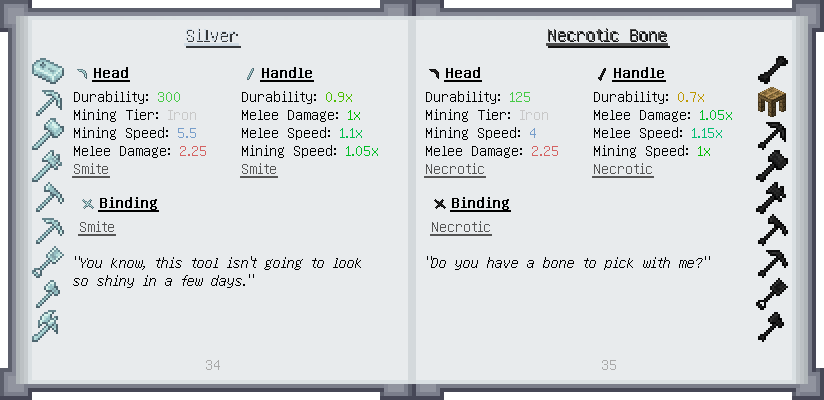 Silver
Head
Durability: 300
Mining Tier: Iron
Mining Speed: 5.5
Melee Damage: 2.25
Smite
Handle
Durability: 0.9x
Melee Damage: 1x
Melee Speed: 1.1x
Mining Speed: 1.05x
Smite
Binding
Smite
"You know, this tool isn't going to look
so shiny in a few days."
34
Necrotic Bone
Head
Durability: 125
Mining Tier: Iron
Mining Speed: 4
Melee Damage: 2.25
Necrotic
Handle
Durability: 0.7x
Melee Damage: 1.05x
Melee Speed: 1.15x
Mining Speed: 1x
Necrotic
Binding
Necrotic
"Do you have a bone to pick with me?"
35